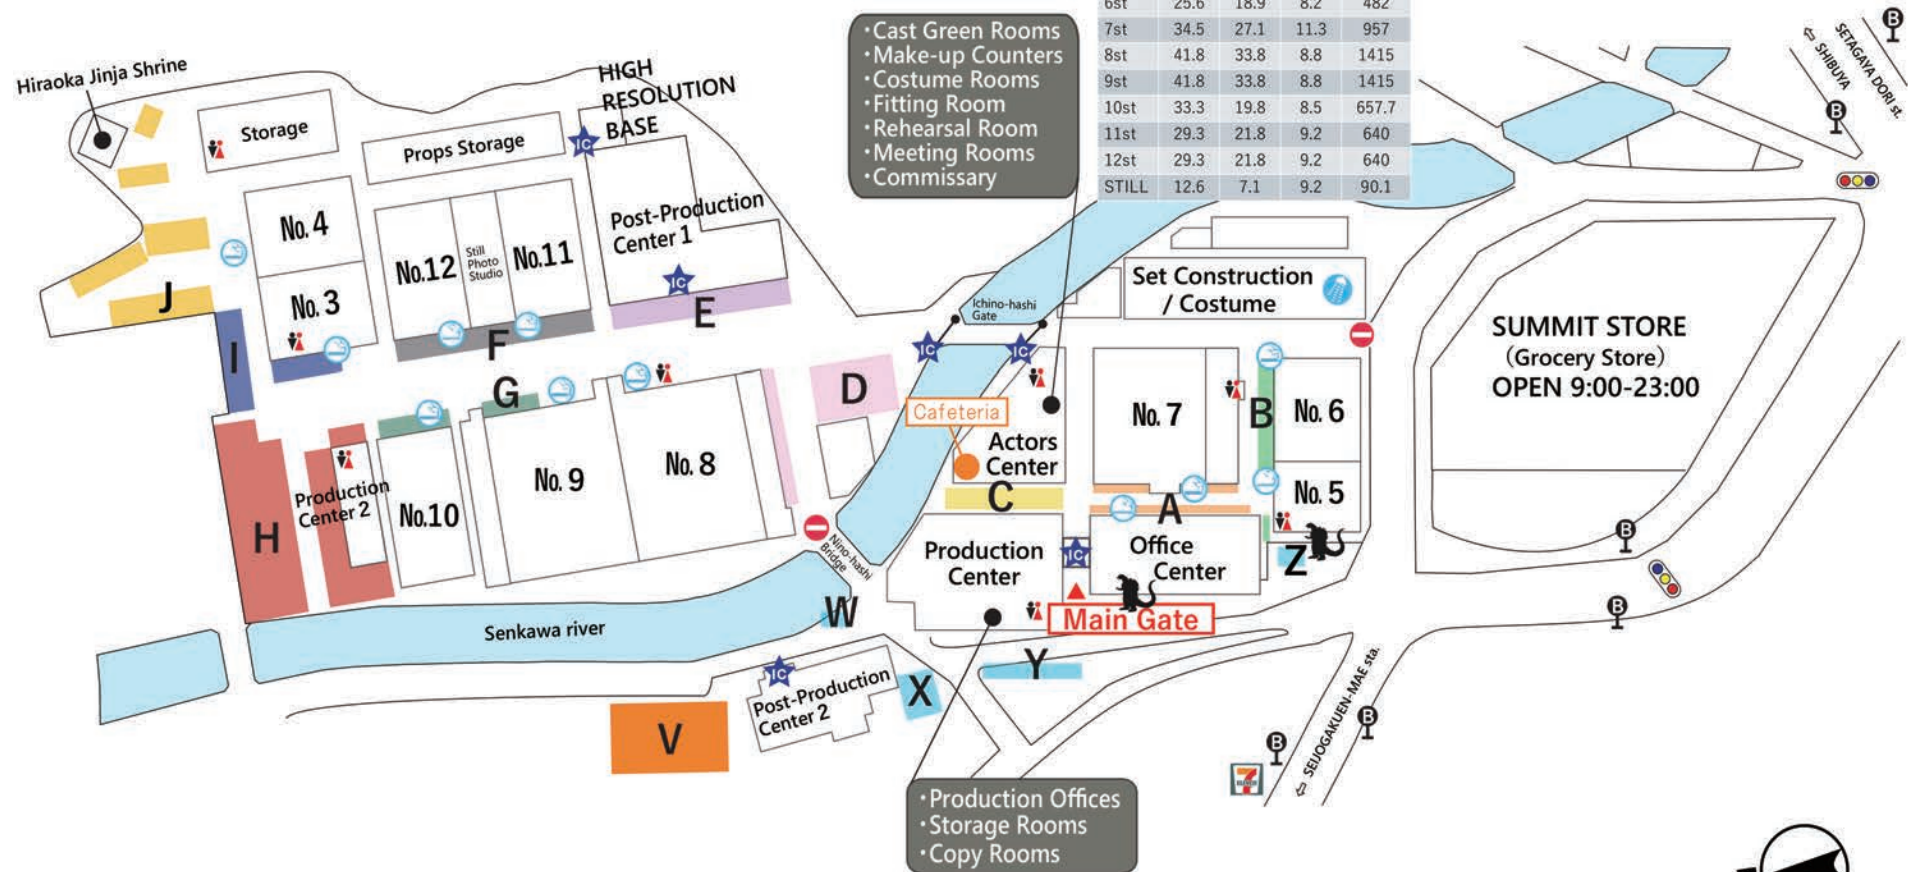 ・Cast Green Rooms
・Make-up Counters
・Costume Rooms
・Fitting Room
・Rehearsal Room
・Meeting Rooms
・Commissary
6st 25.6 18.9 8.2 482
7st 34.5 27.1 11.3 957
8st 41.8 33.8 8.8 1415
9st 41.8 33.8 8.8 1415
10st 33.3 19.8 8.5 657.7
11st 29.3 21.8 9.2 640
12st 29.3 21.8 9.2 640
STILL 12.6 7.1 9.2 90.1
B
SETAGAYA DORI st.
⇦ SHIBUYA
B
Hiraoka Jinja Shrine
Storage
Props Storage
HIGH
RESOLUTION
BASE
IC
Post-Production
Center 1
IC
E
No. 4
No. 3
No.12
Still
Photo
Studio
No.11
F
J
I
G
H
Production
Center 2
No.10
No. 9
No. 8
D
Ichino-hashi
Gate
IC
IC
Set Construction
/ Costume
Cafeteria
Actors
Center
C
No. 7
B
No. 6
No. 5
A
Z
SUMMIT STORE
(Grocery Store)
OPEN 9:00-23:00
B
B
Nino-hashi
Bridge
Production
Center
IC
Office
Center
Main Gate
W
Senkawa river
IC
Post-Production
Center 2
X
Y
V
⇦ SEIJOGAKUEN-MAE sta.
B
B
7
ELEVEN
・Production Offices
・Storage Rooms
・Copy Rooms